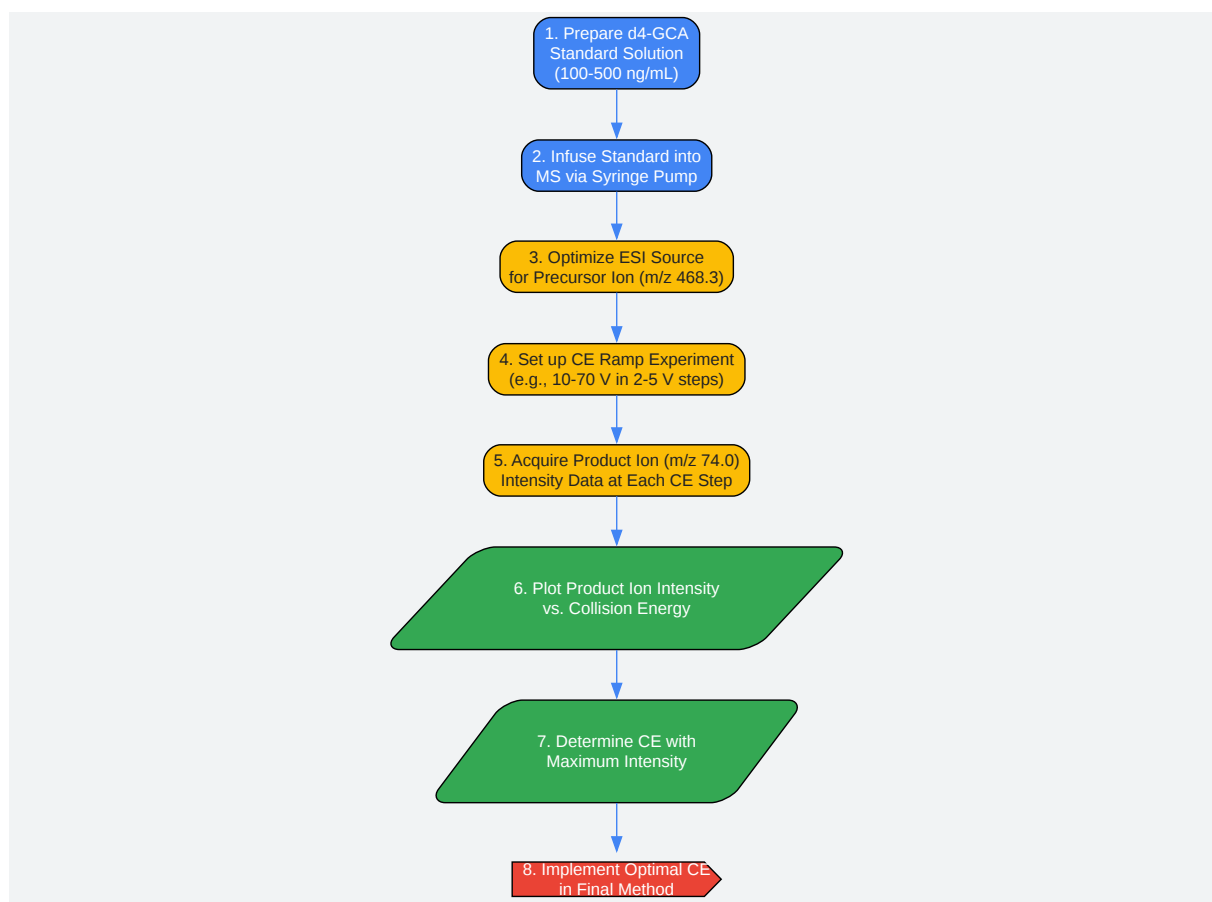 1. Prepare d4-GCA
Standard Solution
(100-500 ng/mL)
2. Infuse Standard into
MS via Syringe Pump
3. Optimize ESI Source
for Precursor Ion (m/z 468.3)
4. Set up CE Ramp Experiment
(e.g., 10-70 V in 2-5 V steps)
5. Acquire Product Ion (m/z 74.0)
Intensity Data at Each CE Step
6. Plot Product Ion Intensity
vs. Collision Energy
7. Determine CE with
Maximum Intensity
8. Implement Optimal CE
in Final Method